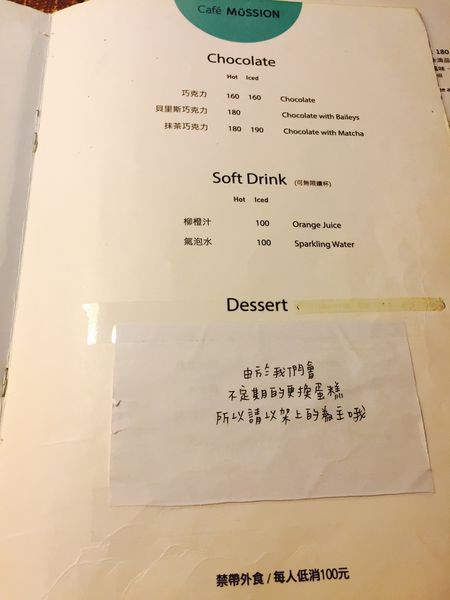 Café MÜSSION
Chocolate
Hot Iced
巧克力 160 160 Chocolate
貝里斯巧克力 180 Chocolate with Baileys
抹茶巧克力 180 190 Chocolate with Matcha
Soft Drink (可無限續杯)
Hot Iced
柳橙汁 100 Orange Juice
氣泡水 100 Sparkling Water
Dessert
由於我們會
不定期的更換蛋糕
所以請以架上的為主哦
禁帶外食 / 每人低消100元
180